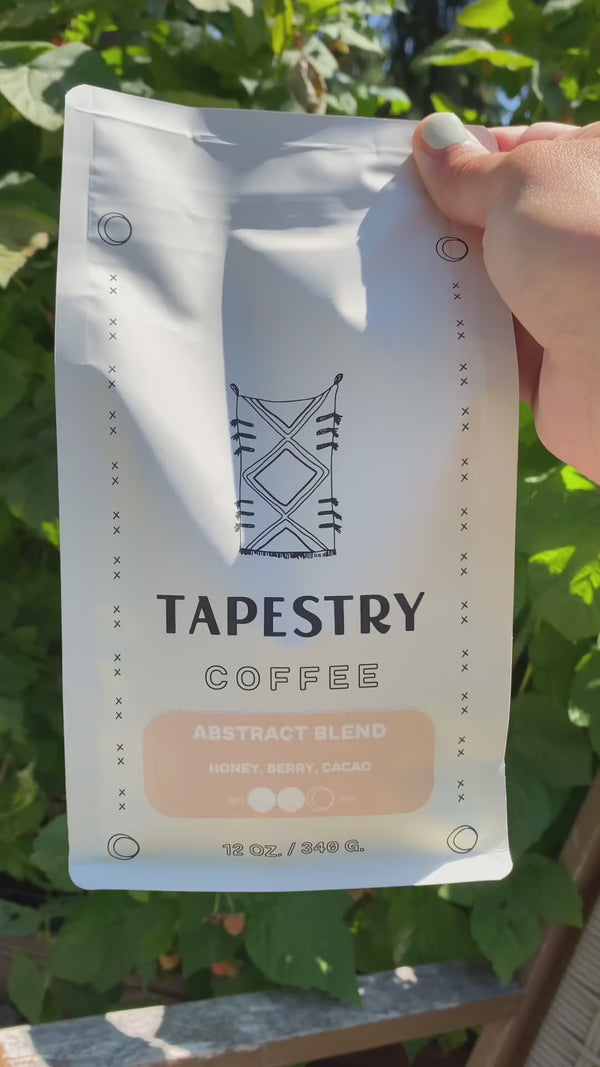 TAPESTRY
COFFEE
ABSTRACT BLEND
HONEY, BERRY, CACAO
12 OZ. / 340 G.